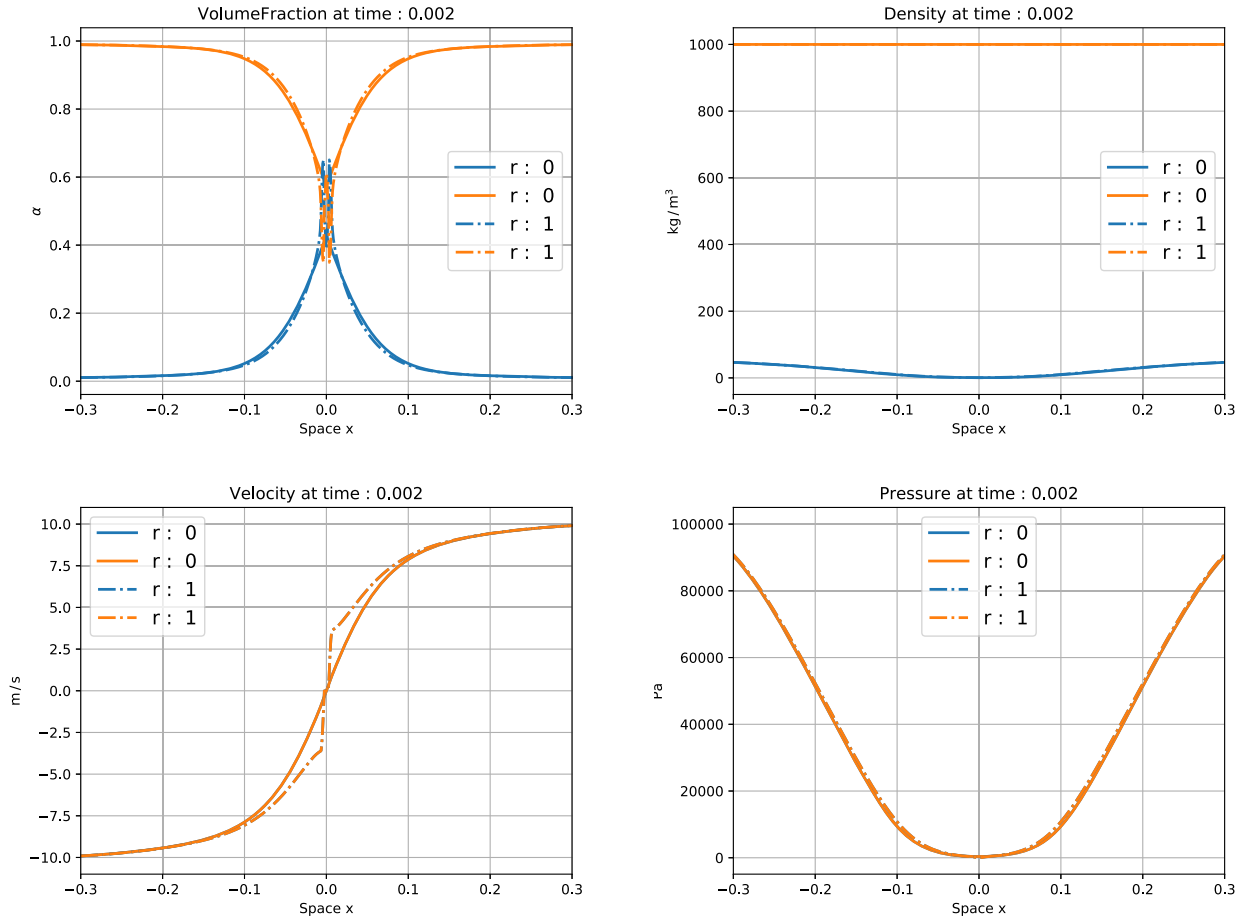 VolumeFraction at time : 0.002
1.0
0.8
0.6
0.4
0.2
0.0
α
r : 0
r : 0
r : 1
r : 1
−0.3 −0.2 −0.1 0.0 0.1 0.2 0.3
Space x
Density at time : 0.002
1000
800
600
400
200
0
kg/m³
r : 0
r : 0
r : 1
r : 1
−0.3 −0.2 −0.1 0.0 0.1 0.2 0.3
Space x
Velocity at time : 0.002
10.0
7.5
5.0
2.5
0.0
−2.5
−5.0
−7.5
−10.0
m/s
r : 0
r : 0
r : 1
r : 1
−0.3 −0.2 −0.1 0.0 0.1 0.2 0.3
Space x
Pressure at time : 0.002
100000
80000
60000
40000
20000
0
Pa
r : 0
r : 0
r : 1
r : 1
−0.3 −0.2 −0.1 0.0 0.1 0.2 0.3
Space x